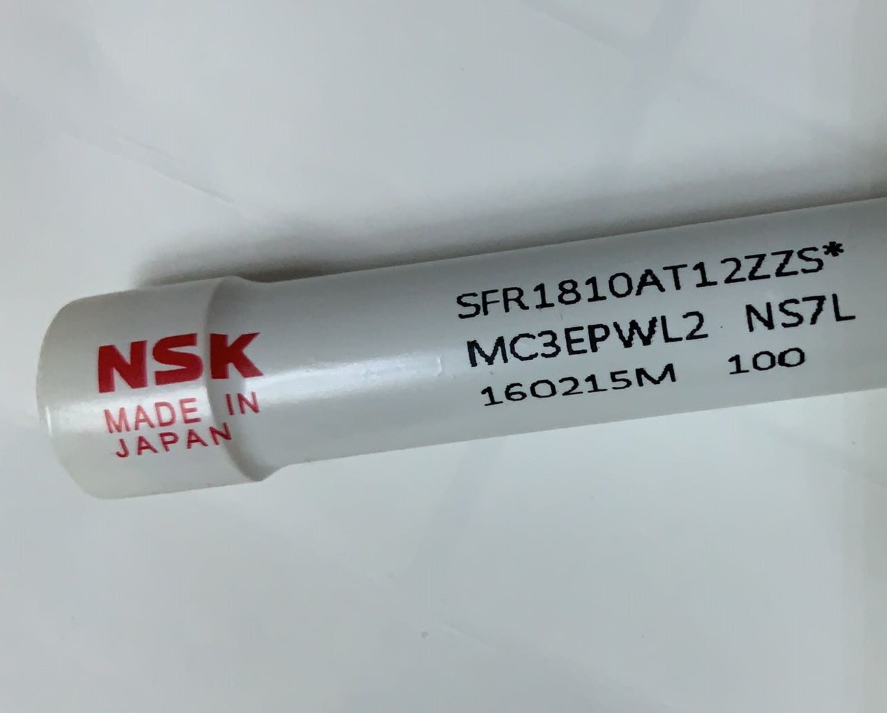 NSK
MADE IN
JAPAN
SFR1810AT12ZZS*
MC3EPWL2 NS7L
160215M 100